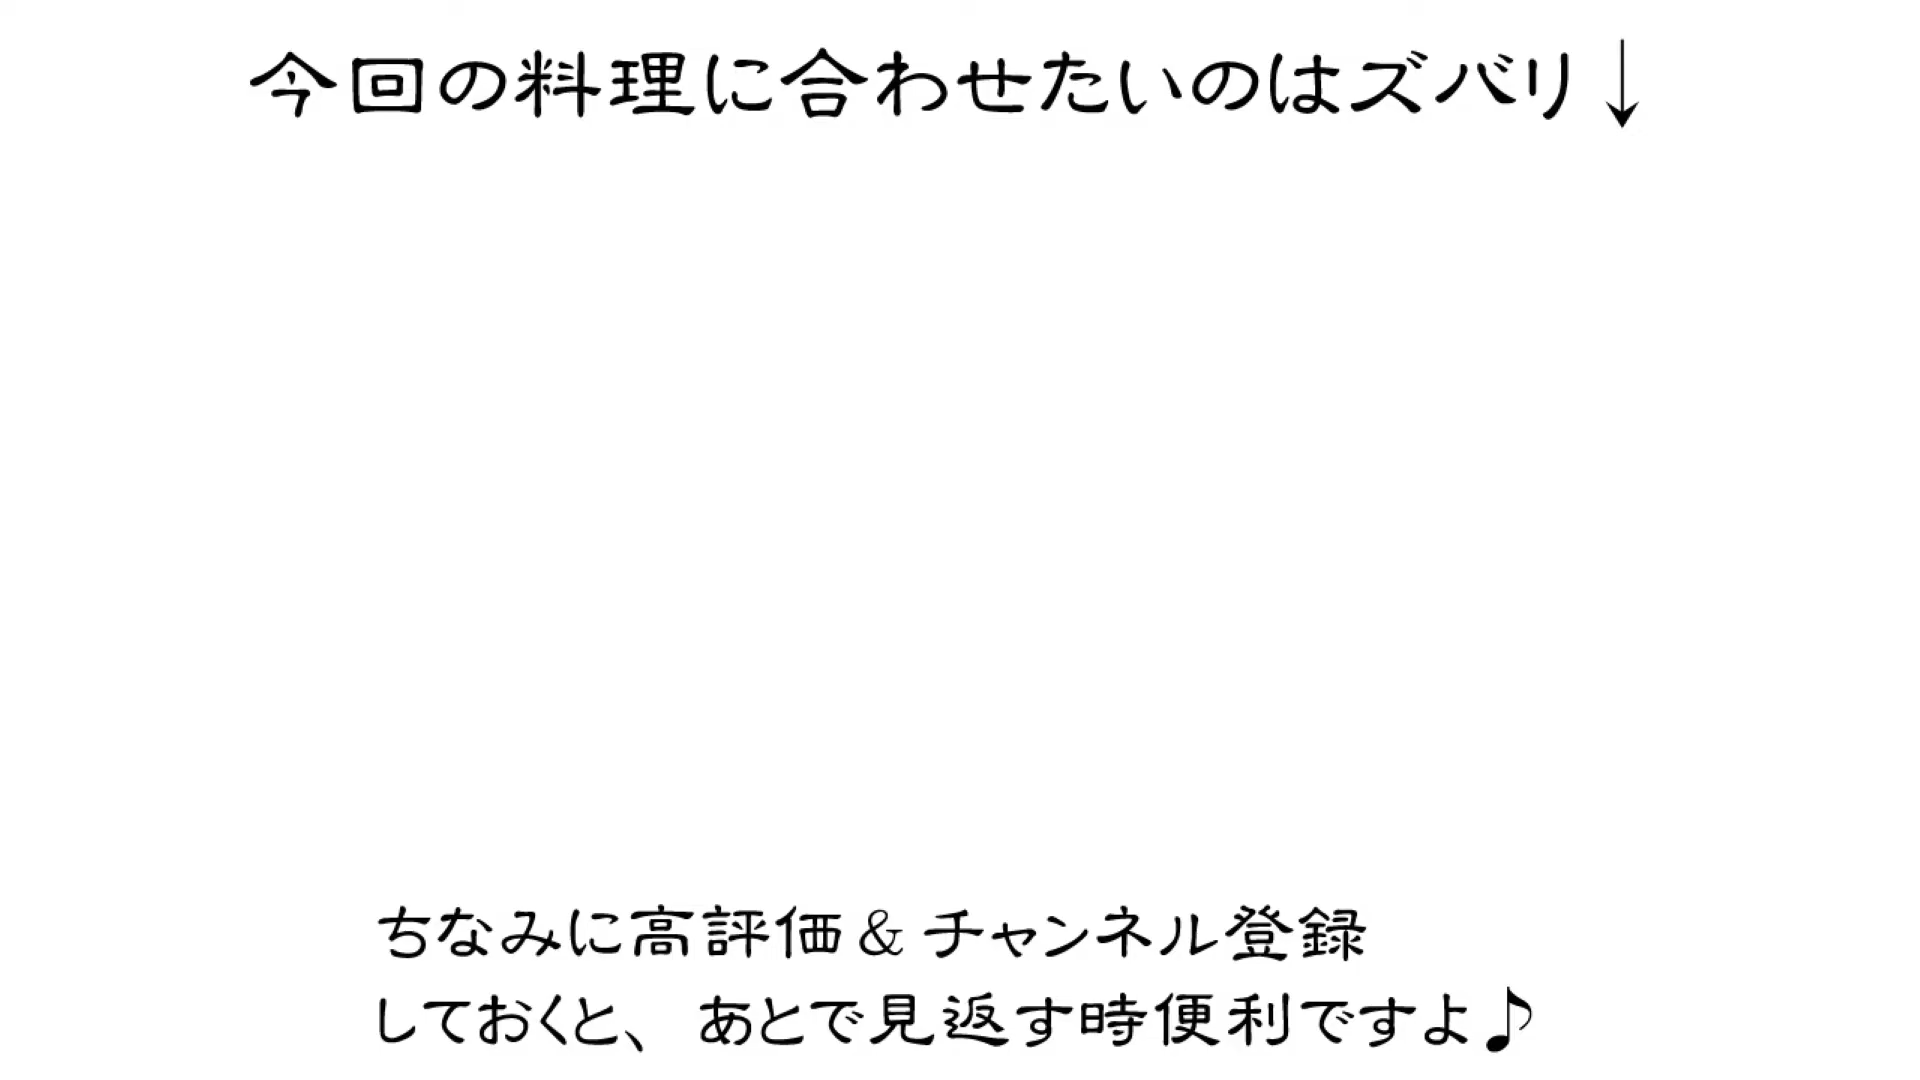 今回の料理に合わせたいのはズバリ↓
ちなみに高評価＆チャンネル登録
しておくと、あとで見返す時便利ですよ♪